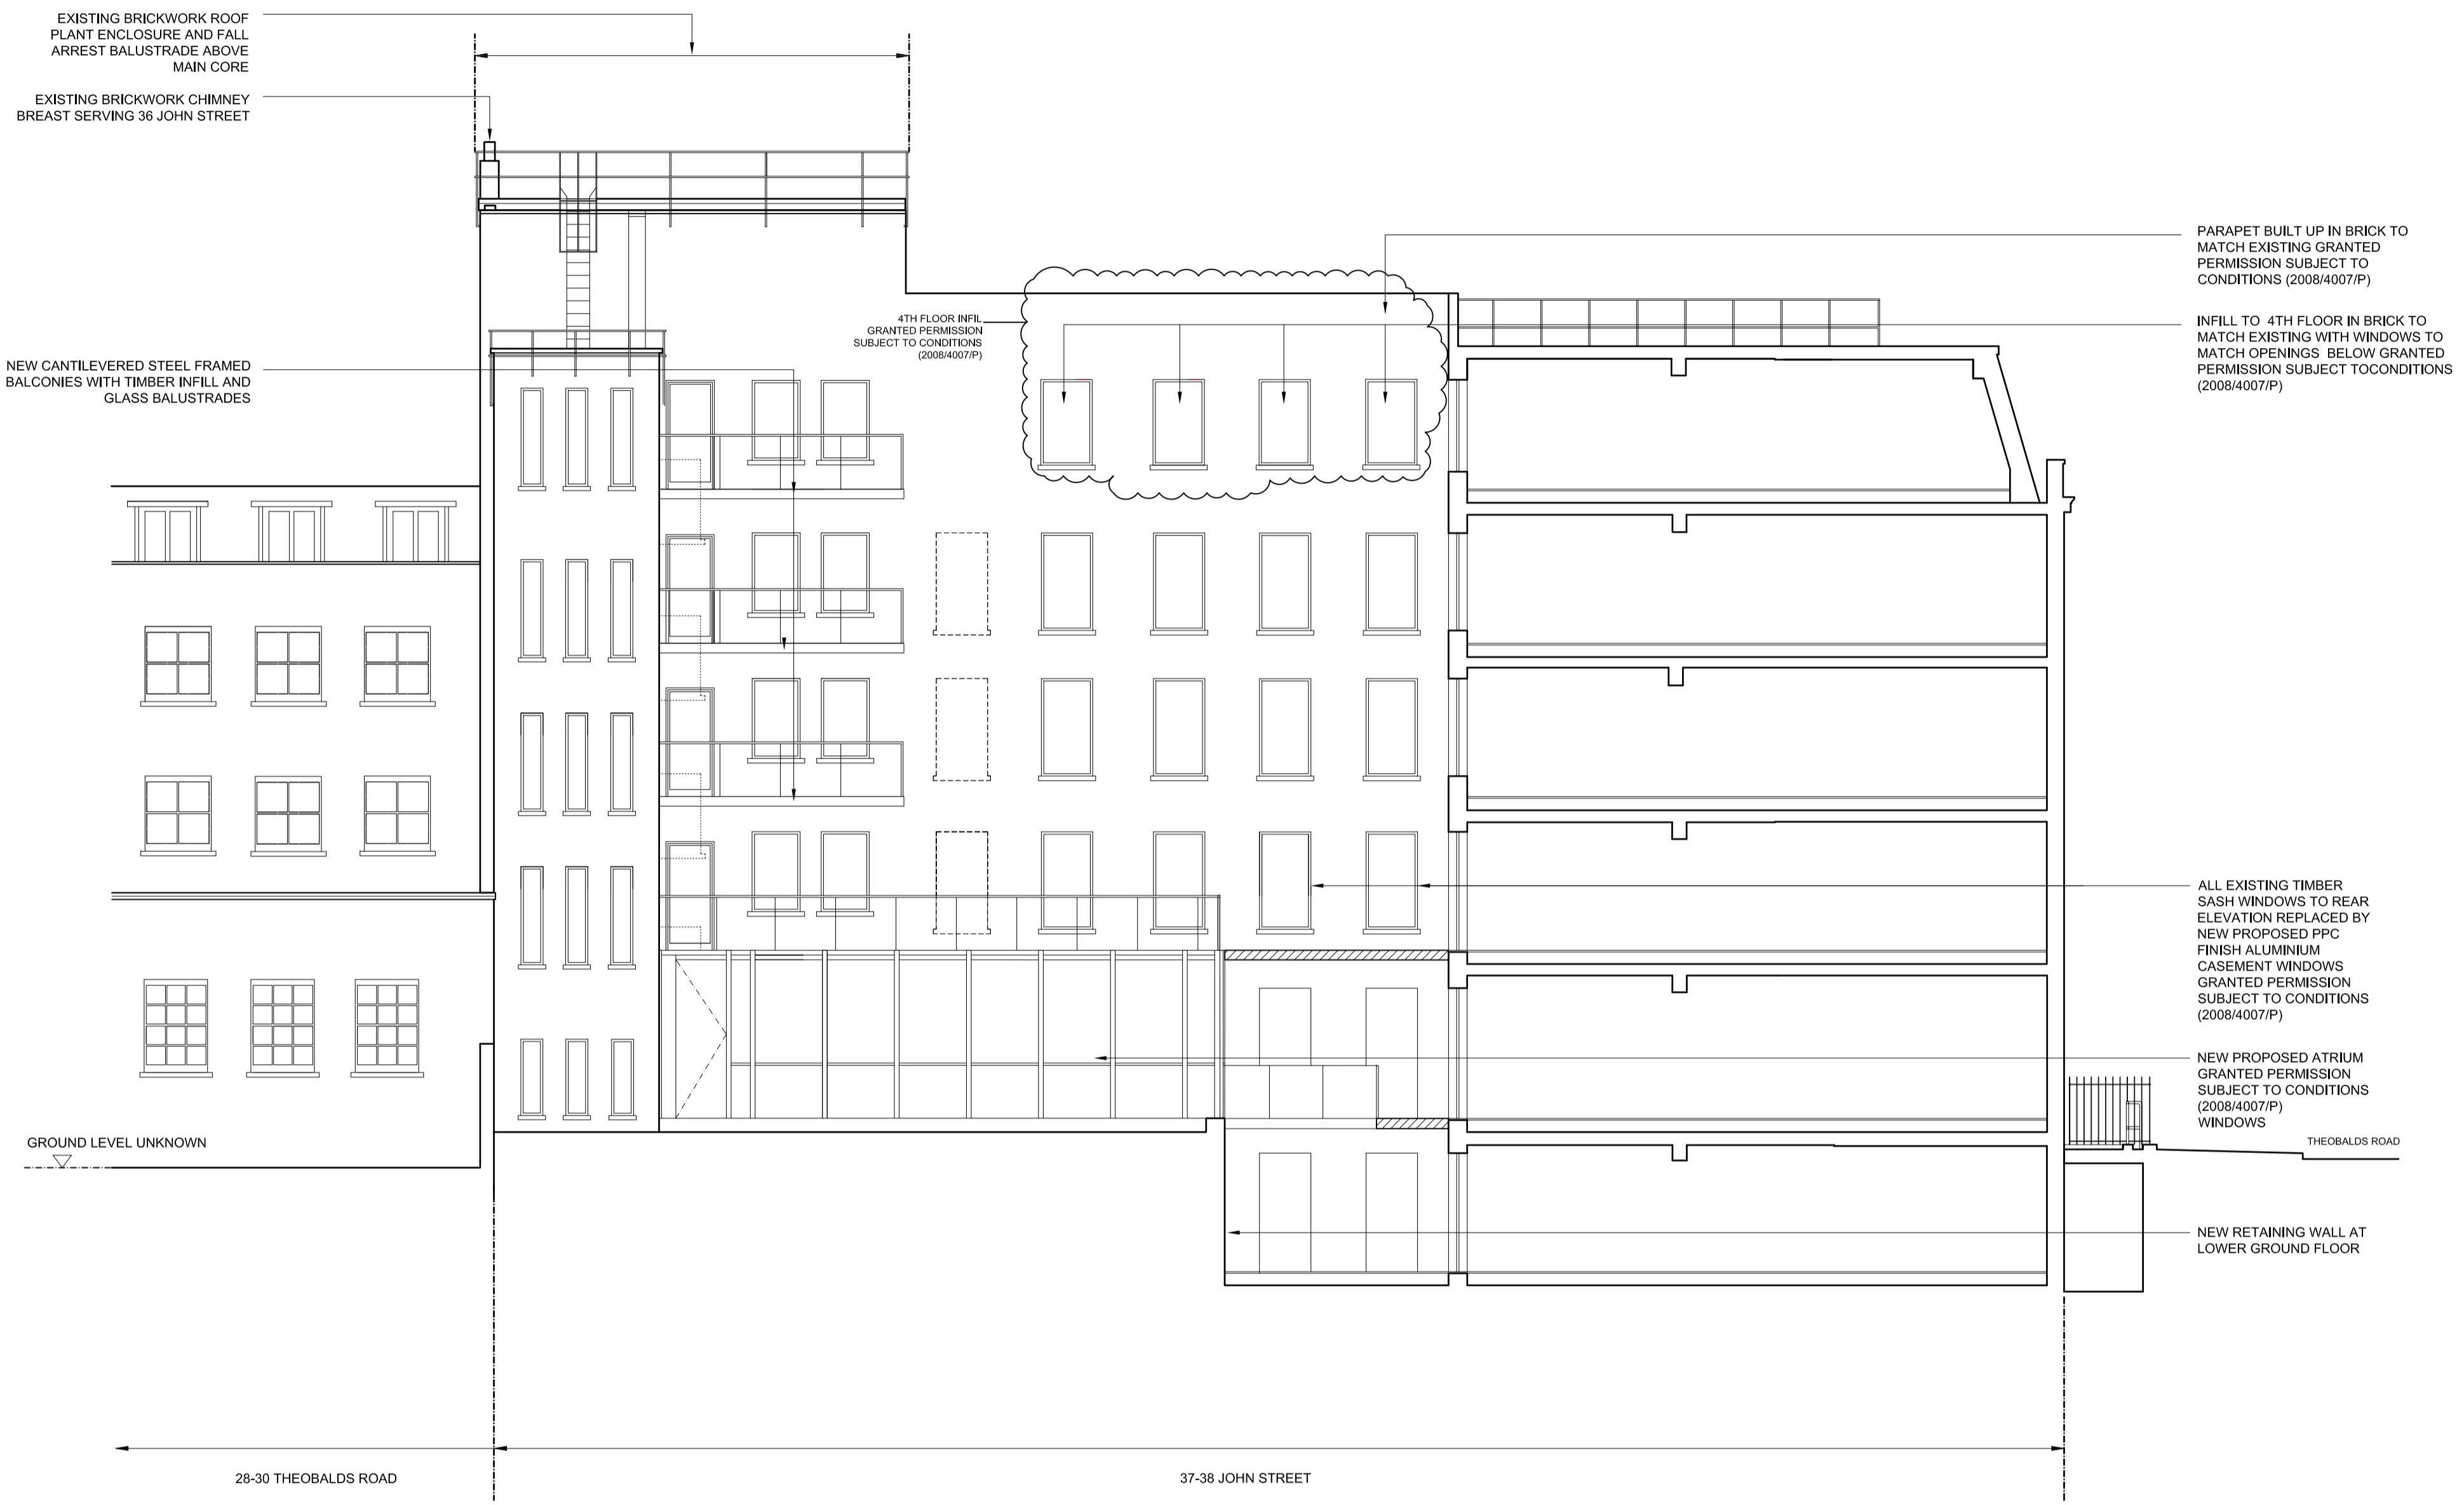 EXISTING BRICKWORK ROOF
PLANT ENCLOSURE AND FALL
ARREST BALUSTRADE ABOVE
MAIN CORE
EXISTING BRICKWORK CHIMNEY
BREAST SERVING 36 JOHN STREET
PARAPET BUILT UP IN BRICK TO
MATCH EXISTING GRANTED
PERMISSION SUBJECT TO
CONDITIONS (2008/4007/P)
4TH FLOOR INFIL
GRANTED PERMISSION
SUBJECT TO CONDITIONS
(2008/4007/P)
INFILL TO 4TH FLOOR IN BRICK TO
MATCH EXISTING WITH WINDOWS TO
MATCH OPENINGS BELOW GRANTED
PERMISSION SUBJECT TOCONDITIONS
(2008/4007/P)
NEW CANTILEVERED STEEL FRAMED
BALCONIES WITH TIMBER INFILL AND
GLASS BALUSTRADES
ALL EXISTING TIMBER
SASH WINDOWS TO REAR
ELEVATION REPLACED BY
NEW PROPOSED PPC
FINISH ALUMINIUM
CASEMENT WINDOWS
GRANTED PERMISSION
SUBJECT TO CONDITIONS
(2008/4007/P)
NEW PROPOSED ATRIUM
GRANTED PERMISSION
SUBJECT TO CONDITIONS
(2008/4007/P)
WINDOWS
GROUND LEVEL UNKNOWN
THEOBALDS ROAD
NEW RETAINING WALL AT
LOWER GROUND FLOOR
28-30 THEOBALDS ROAD
37-38 JOHN STREET